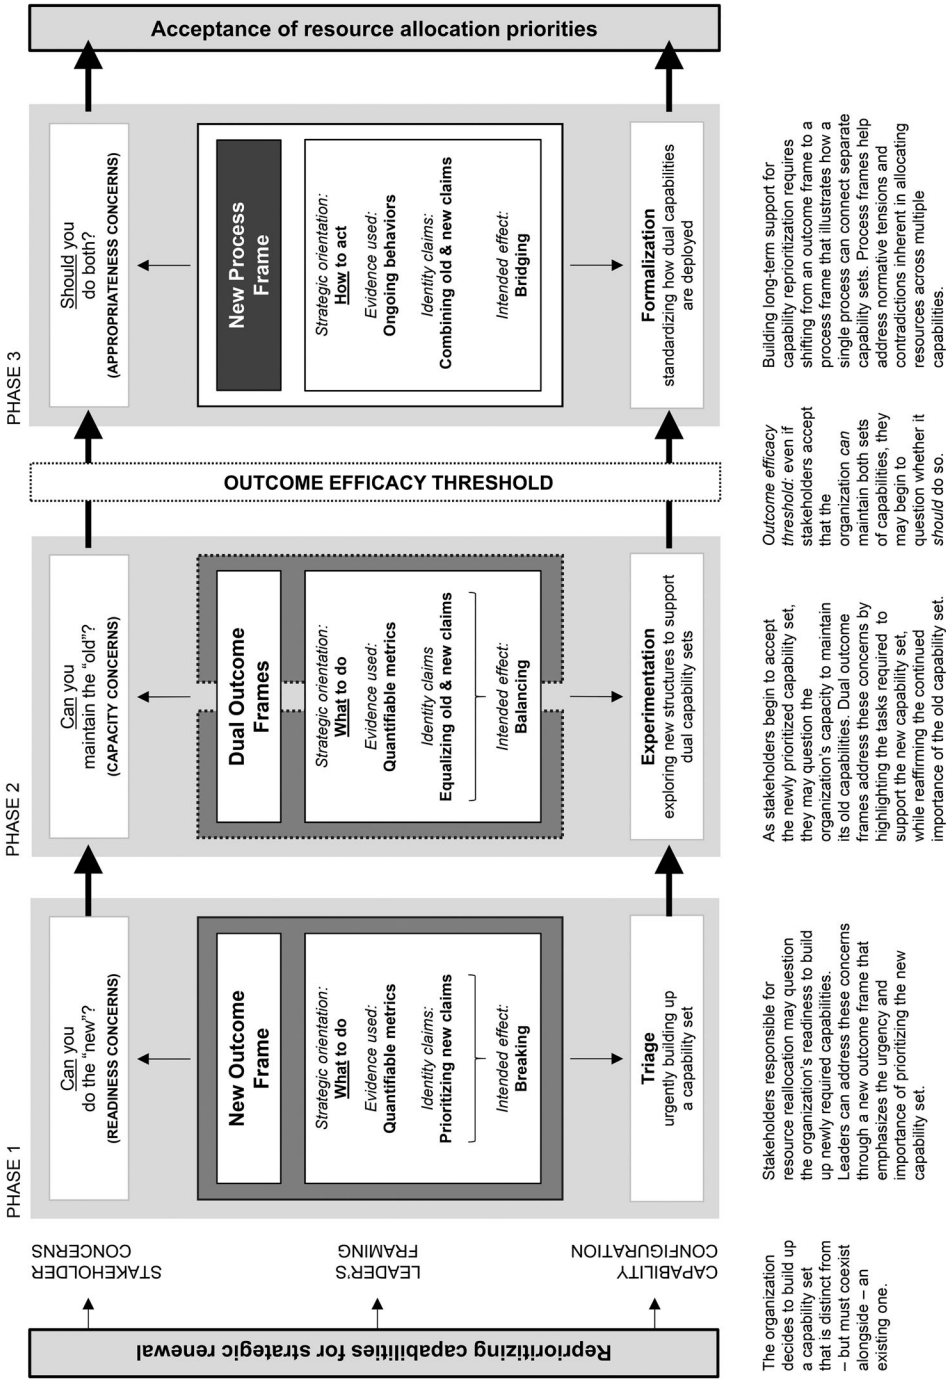 Reprioritizing capabilities for strategic renewal
STAKEHOLDER
CONCERNS
LEADER'S
FRAMING
CAPABILITY
CONFIGURATION
PHASE 1
Can you
do the “new”?
(READINESS CONCERNS)
New Outcome
Frame
Strategic orientation:
What to do
Evidence used:
Quantifiable metrics
Identity claims:
Prioritizing new claims
Intended effect:
Breaking
Triage
urgently building up
a capability set
PHASE 2
Can you
maintain the “old”?
(CAPACITY CONCERNS)
Dual Outcome
Frames
Strategic orientation:
What to do
Evidence used:
Quantifiable metrics
Identity claims
Equalizing old & new claims
Intended effect:
Balancing
Experimentation
exploring new structures to support
dual capability sets
OUTCOME EFFICACY THRESHOLD
PHASE 3
Should you
do both?
(APPROPRIATENESS CONCERNS)
New Process
Frame
Strategic orientation:
How to act
Evidence used:
Ongoing behaviors
Identity claims:
Combining old & new claims
Intended effect:
Bridging
Formalization
standardizing how dual capabilities
are deployed
Acceptance of resource allocation priorities
The organization
decides to build up
a capability set
that is distinct from
– but must coexist
alongside – an
existing one.
Stakeholders responsible for
resource reallocation may question
the organization's readiness to build
up newly required capabilities.
Leaders can address these concerns
through a new outcome frame that
emphasizes the urgency and
importance of prioritizing the new
capability set.
As stakeholders begin to accept
the newly prioritized capability set,
they may question the
organization's capacity to maintain
its old capabilities. Dual outcome
frames address these concerns by
highlighting the tasks required to
support the new capability set,
while reaffirming the continued
importance of the old capability set.
Outcome efficacy
threshold: even if
stakeholders accept
that the
organization can
maintain both sets
of capabilities, they
may begin to
question whether it
should do so.
Building long-term support for
capability reprioritization requires
shifting from an outcome frame to a
process frame that illustrates how a
single process can connect separate
capability sets. Process frames help
address normative tensions and
contradictions inherent in allocating
resources across multiple
capabilities.